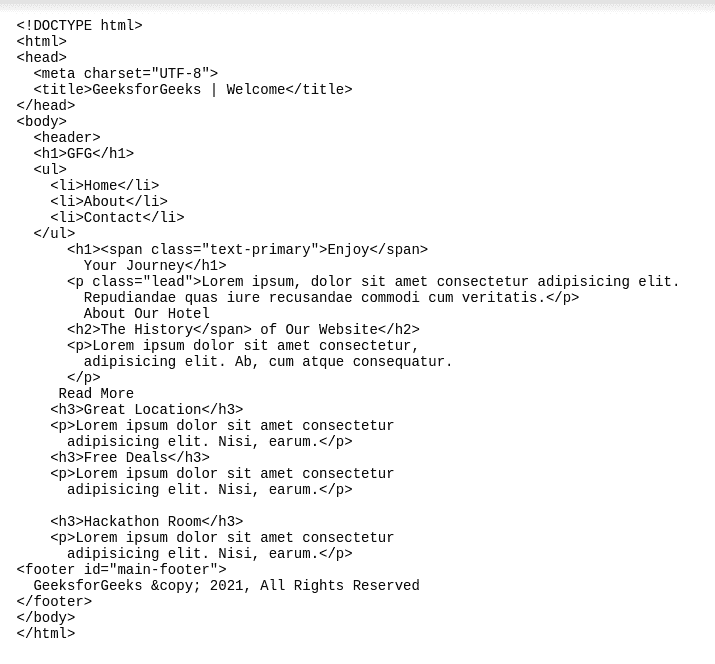 <!DOCTYPE html>
<html>
<head>
  <meta charset="UTF-8">
  <title>GeeksforGeeks | Welcome</title>
</head>
<body>
  <header>
  <h1>GFG</h1>
  <ul>
    <li>Home</li>
    <li>About</li>
    <li>Contact</li>
  </ul>
      <h1><span class="text-primary">Enjoy</span>
        Your Journey</h1>
      <p class="lead">Lorem ipsum, dolor sit amet consectetur adipisicing elit.
        Repudiandae quas iure recusandae commodi cum veritatis.</p>
        About Our Hotel
      <h2>The History</span> of Our Website</h2>
      <p>Lorem ipsum dolor sit amet consectetur,
        adipisicing elit. Ab, cum atque consequatur.
      </p>
     Read More
    <h3>Great Location</h3>
    <p>Lorem ipsum dolor sit amet consectetur
      adipisicing elit. Nisi, earum.</p>
    <h3>Free Deals</h3>
    <p>Lorem ipsum dolor sit amet consectetur
      adipisicing elit. Nisi, earum.</p>

    <h3>Hackathon Room</h3>
    <p>Lorem ipsum dolor sit amet consectetur
      adipisicing elit. Nisi, earum.</p>
<footer id="main-footer">
  GeeksforGeeks &copy; 2021, All Rights Reserved
</footer>
</body>
</html>